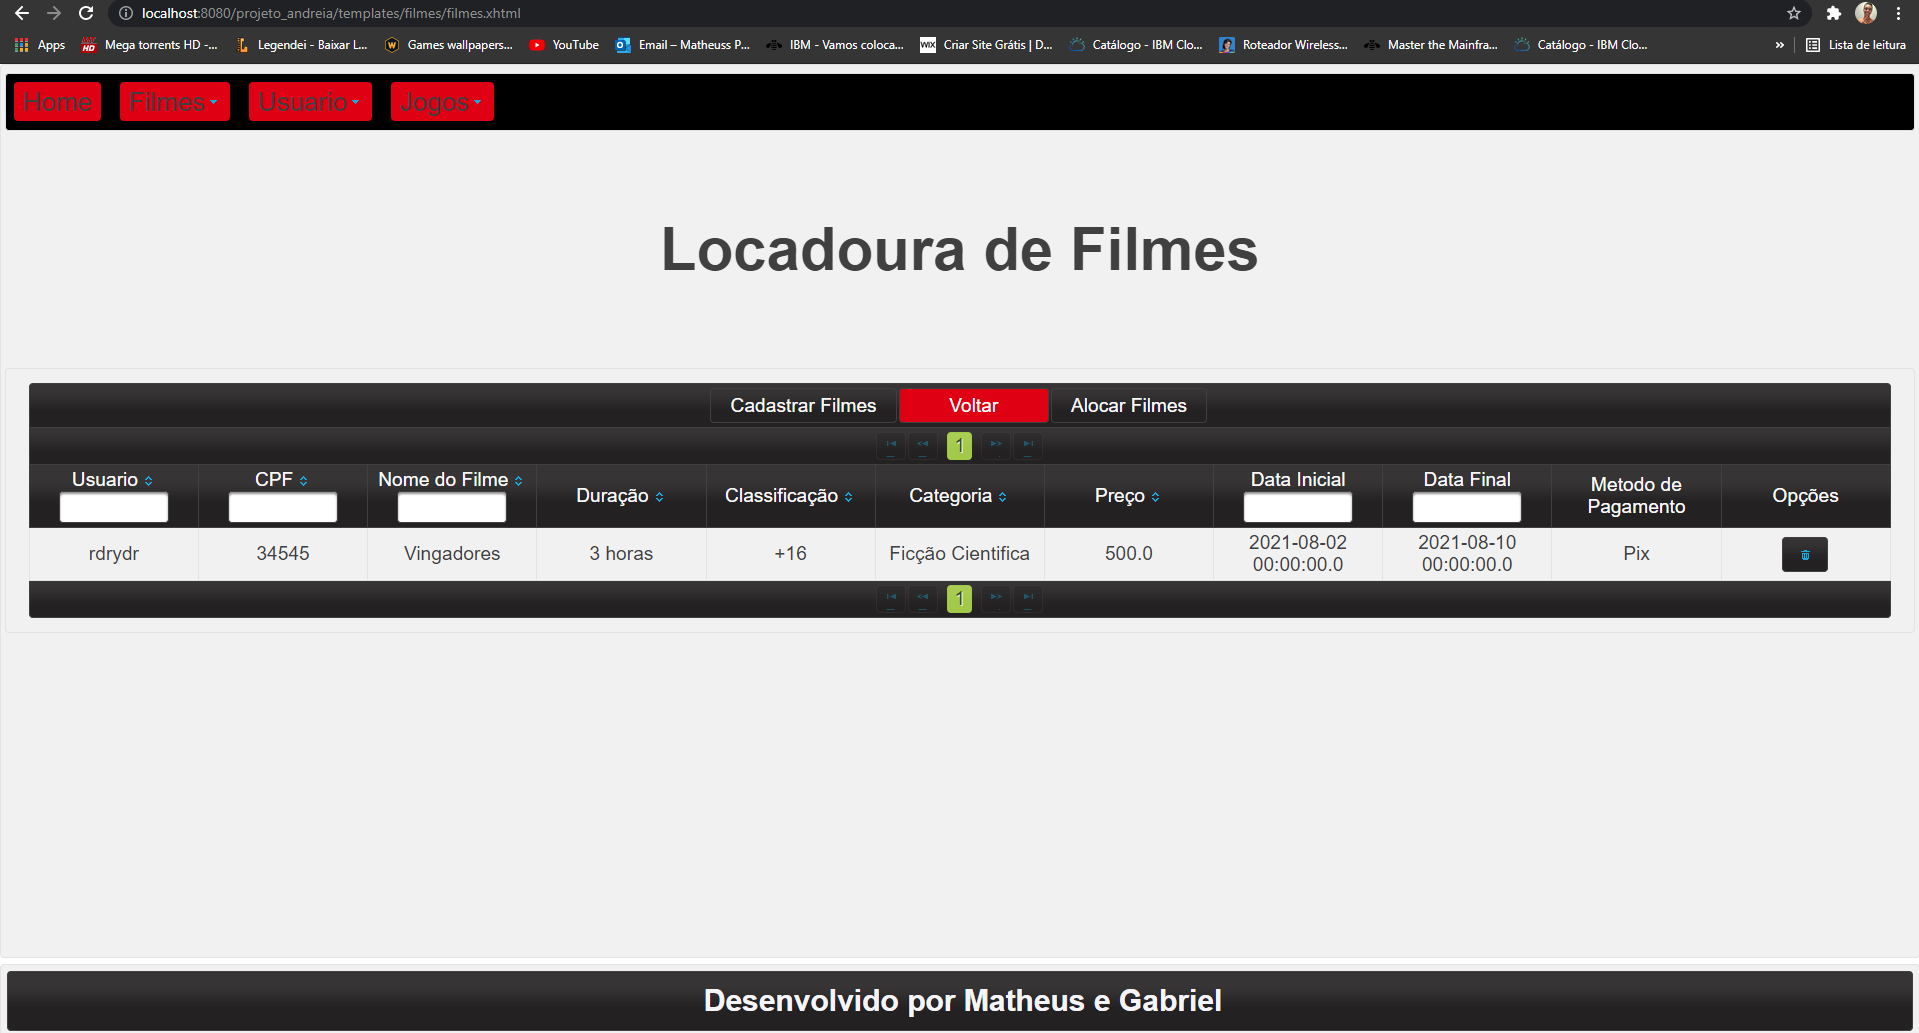 localhost:8080/projeto_andreia/templates/filmes/filmes.xhtml
Apps Mega torrents HD -... Legendei - Baixar L... Games wallpapers... YouTube Email – Matheuss P... IBM - Vamos coloca... Criar Site Grátis | D... Catálogo - IBM Clo... Roteador Wireless... Master the Mainfra... Catálogo - IBM Clo... » Lista de leitura
Home Filmes Usuario Jogos
Locadoura de Filmes
Cadastrar Filmes Voltar Alocar Filmes
1
Usuario CPF Nome do Filme Duração Classificação Categoria Preço Data Inicial Data Final Metodo de Pagamento Opções
rdrydr 34545 Vingadores 3 horas +16 Ficção Cientifica 500.0 2021-08-02 00:00:00.0 2021-08-10 00:00:00.0 Pix
1
Desenvolvido por Matheus e Gabriel